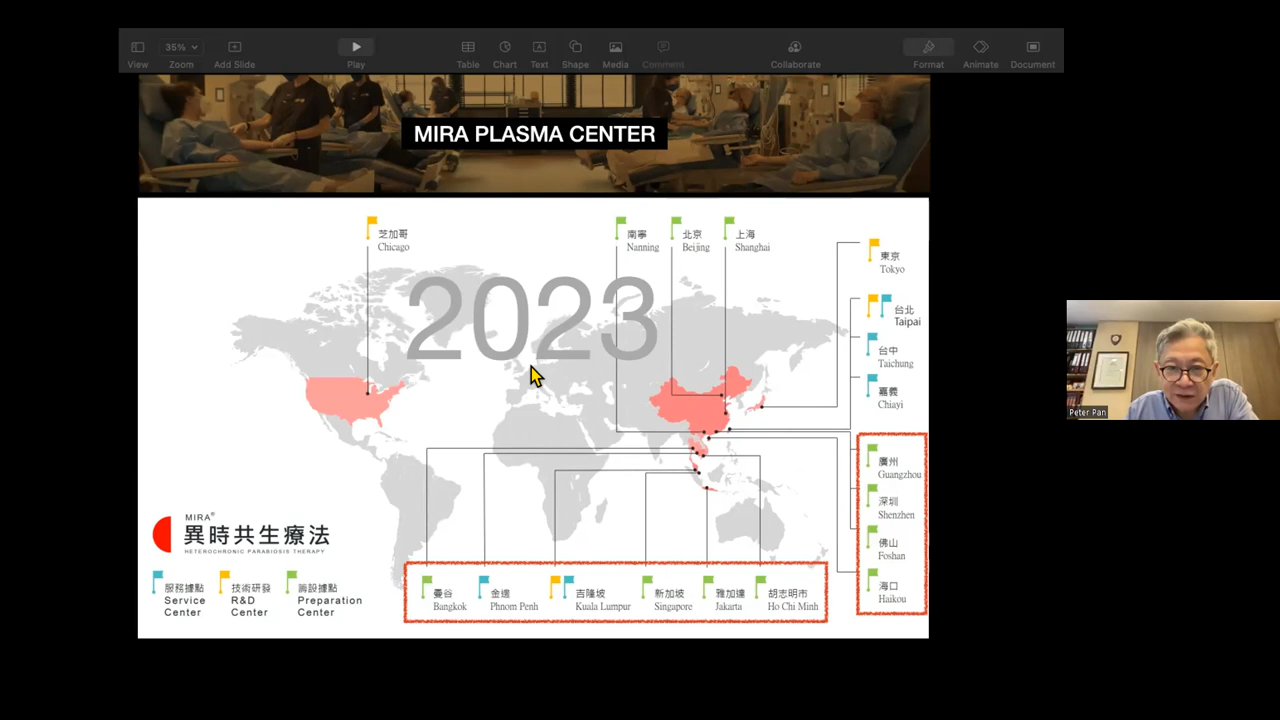 35%
View
Zoom
Add Slide
Play
Table
Chart
Text
Shape
Media
Comment
Collaborate
Format
Animate
Document
MIRA PLASMA CENTER
2023
芝加哥
Chicago
南寧
Nanning
北京
Beijing
上海
Shanghai
東京
Tokyo
台北
Taipai
台中
Taichung
嘉義
Chiayi
廣州
Guangzhou
深圳
Shenzhen
佛山
Foshan
海口
Haikou
MIRA©
異時共生療法
HETEROCHRONIC PARABIOSIS THERAPY
服務據點
Service
Center
技術研發
R&D
Center
籌設據點
Preparation
Center
曼谷
Bangkok
金邊
Phnom Penh
吉隆坡
Kuala Lumpur
新加坡
Singapore
雅加達
Jakarta
胡志明市
Ho Chi Minh
Peter Pan